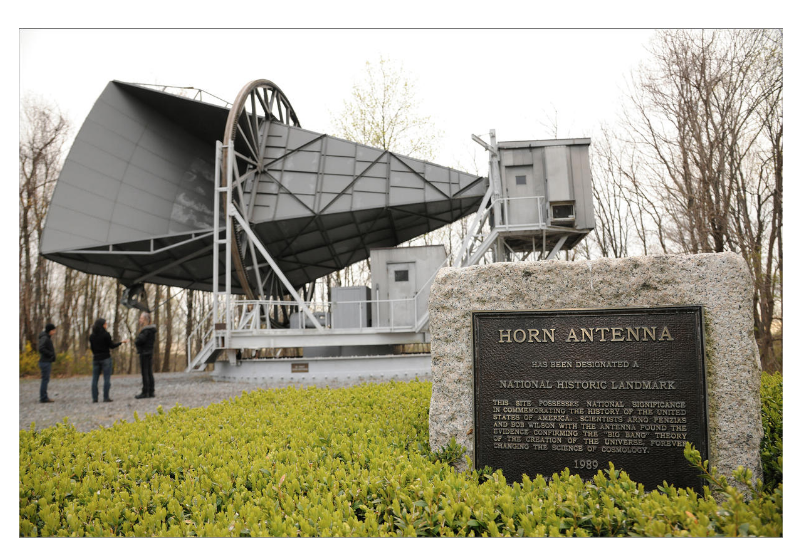 HORN ANTENNA
HAS BEEN DESIGNATED A
NATIONAL HISTORIC LANDMARK
THIS SITE POSSESSES NATIONAL SIGNIFICANCE
IN COMMEMORATING THE HISTORY OF THE UNITED
STATES OF AMERICA. SCIENTISTS ARNO PENZIAS
AND BOB WILSON WITH THE ANTENNA FOUND THE
EVIDENCE CONFIRMING THE "BIG BANG" THEORY
OF THE CREATION OF THE UNIVERSE, FOREVER
CHANGING THE SCIENCE OF COSMOLOGY.
1989